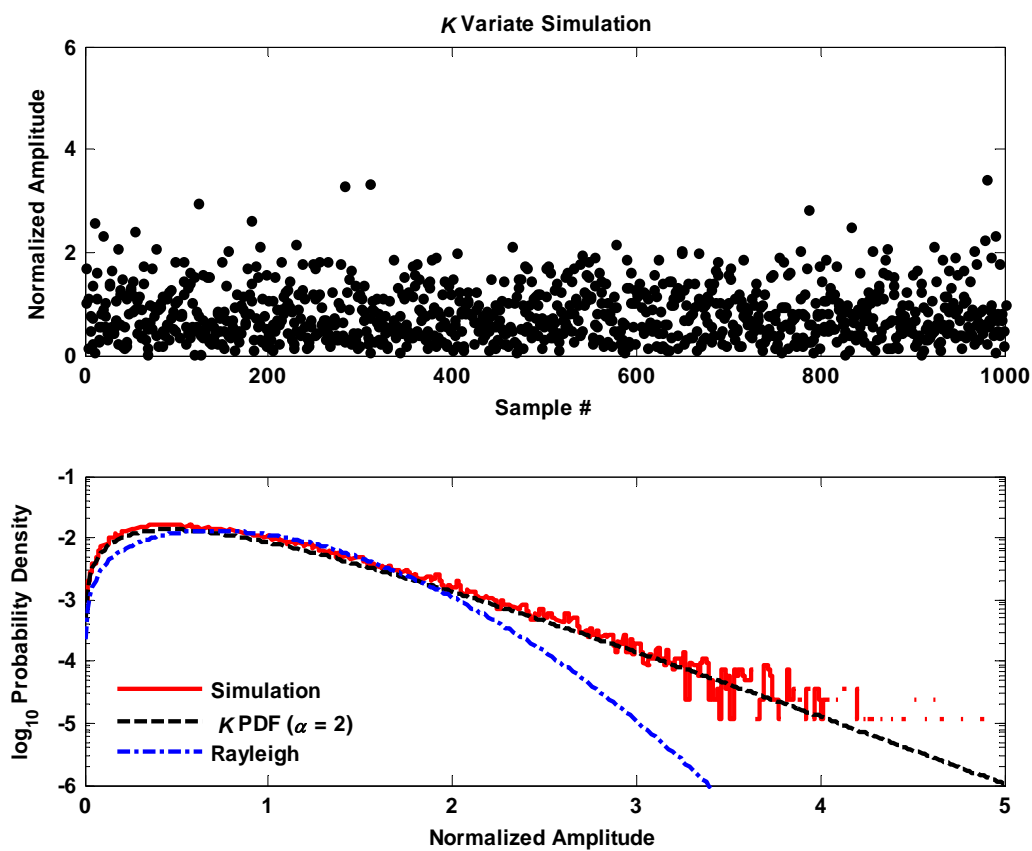 K Variate Simulation
Normalized Amplitude
6
4
2
0
0 200 400 600 800 1000
Sample #
log10 Probability Density
-1
-2
-3
-4
-5
-6
Simulation
K PDF (α = 2)
Rayleigh
0 1 2 3 4 5
Normalized Amplitude